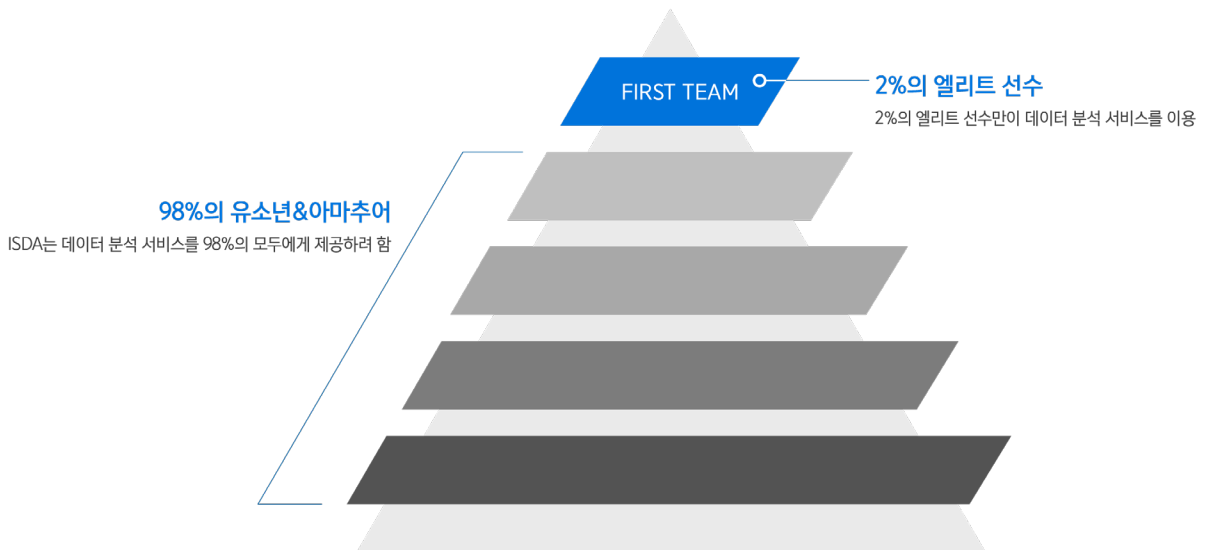 FIRST TEAM
2%의 엘리트 선수
2%의 엘리트 선수만이 데이터 분석 서비스를 이용
98%의 유소년&아마추어
ISDA는 데이터 분석 서비스를 98%의 모두에게 제공하려 함